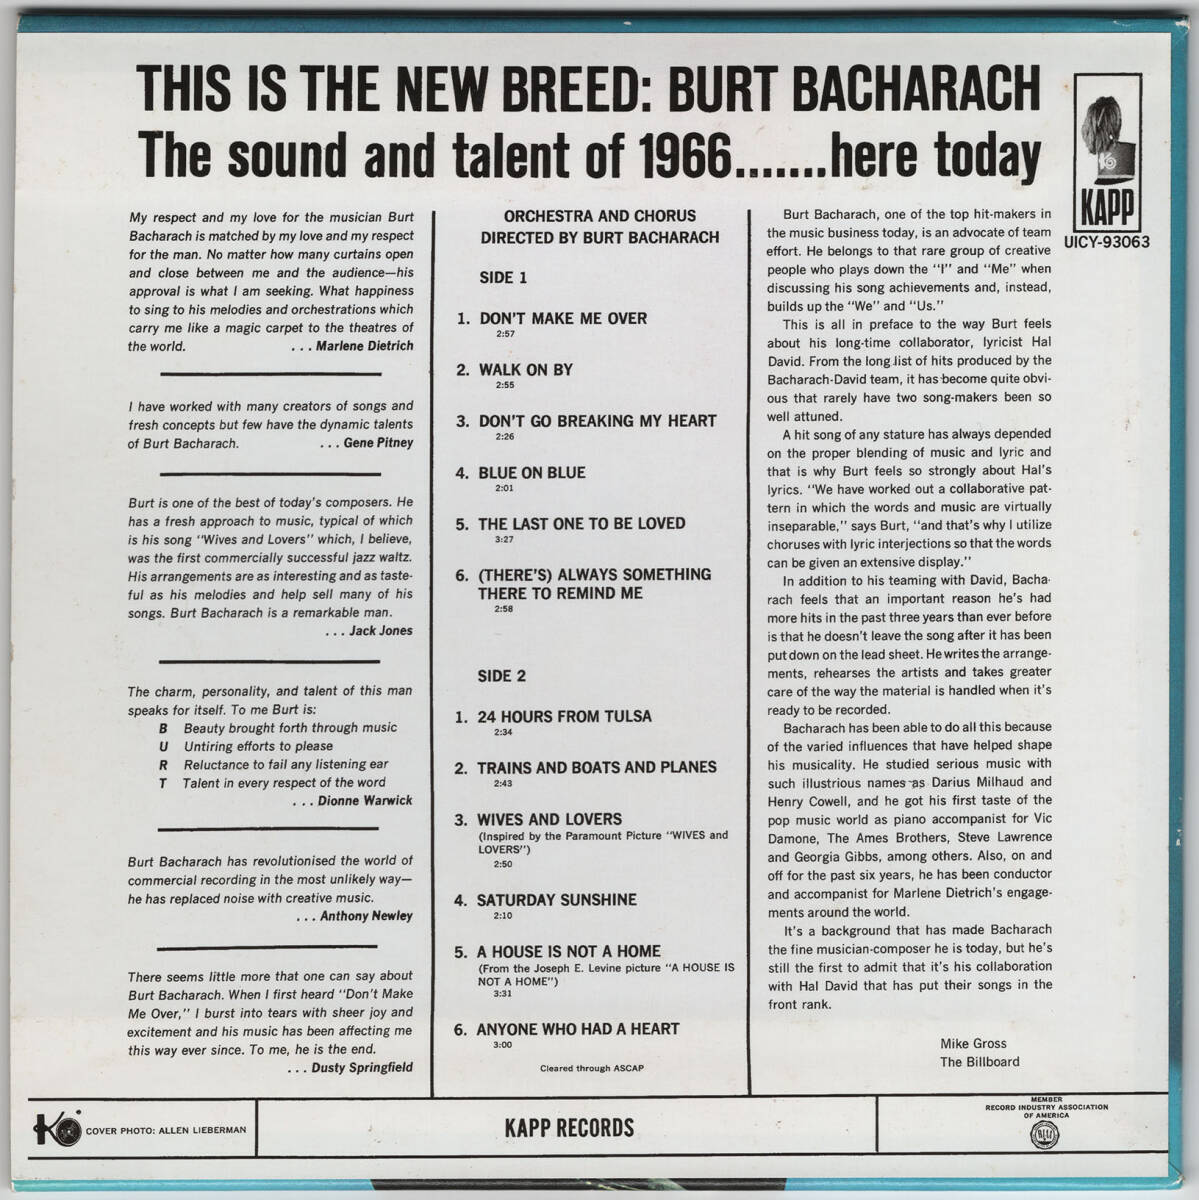 THIS IS THE NEW BREED: BURT BACHARACH
The sound and talent of 1966.......here today
KAPP
UICY-93063
My respect and my love for the musician Burt
Bacharach is matched by my love and my respect
for the man. No matter how many curtains open
and close between me and the audience—his
approval is what I am seeking. What happiness
to sing to his melodies and orchestrations which
carry me like a magic carpet to the theatres of
the world. ... Marlene Dietrich
I have worked with many creators of songs and
fresh concepts but few have the dynamic talents
of Burt Bacharach. ... Gene Pitney
Burt is one of the best of today's composers. He
has a fresh approach to music, typical of which
is his song "Wives and Lovers" which, I believe,
was the first commercially successful jazz waltz.
His arrangements are as interesting and as taste-
ful as his melodies and help sell many of his
songs. Burt Bacharach is a remarkable man.
... Jack Jones
The charm, personality, and talent of this man
speaks for itself. To me Burt is:
B Beauty brought forth through music
U Untiring efforts to please
R Reluctance to fail any listening ear
T Talent in every respect of the word
... Dionne Warwick
Burt Bacharach has revolutionised the world of
commercial recording in the most unlikely way—
he has replaced noise with creative music.
... Anthony Newley
There seems little more that one can say about
Burt Bacharach. When I first heard "Don't Make
Me Over," I burst into tears with sheer joy and
excitement and his music has been affecting me
this way ever since. To me, he is the end.
... Dusty Springfield
ORCHESTRA AND CHORUS
DIRECTED BY BURT BACHARACH
SIDE 1
1. DON'T MAKE ME OVER
2:57
2. WALK ON BY
2:55
3. DON'T GO BREAKING MY HEART
2:26
4. BLUE ON BLUE
2:01
5. THE LAST ONE TO BE LOVED
3:27
6. (THERE'S) ALWAYS SOMETHING
THERE TO REMIND ME
2:58
SIDE 2
1. 24 HOURS FROM TULSA
2:34
2. TRAINS AND BOATS AND PLANES
2:43
3. WIVES AND LOVERS
(Inspired by the Paramount Picture "WIVES and
LOVERS")
2:50
4. SATURDAY SUNSHINE
2:10
5. A HOUSE IS NOT A HOME
(From the Joseph E. Levine picture "A HOUSE IS
NOT A HOME")
3:31
6. ANYONE WHO HAD A HEART
3:00
Cleared through ASCAP
Burt Bacharach, one of the top hit-makers in
the music business today, is an advocate of team
effort. He belongs to that rare group of creative
people who plays down the "I" and "Me" when
discussing his song achievements and, instead,
builds up the "We" and "Us."
This is all in preface to the way Burt feels
about his long-time collaborator, lyricist Hal
David. From the long list of hits produced by the
Bacharach-David team, it has become quite obvi-
ous that rarely have two song-makers been so
well attuned.
A hit song of any stature has always depended
on the proper blending of music and lyric and
that is why Burt feels so strongly about Hal's
lyrics. "We have worked out a collaborative pat-
tern in which the words and music are virtually
inseparable," says Burt, "and that's why I utilize
choruses with lyric interjections so that the words
can be given an extensive display."
In addition to his teaming with David, Bacha-
rach feels that an important reason he's had
more hits in the past three years than ever before
is that he doesn't leave the song after it has been
put down on the lead sheet. He writes the arrange-
ments, rehearses the artists and takes greater
care of the way the material is handled when it's
ready to be recorded.
Bacharach has been able to do all this because
of the varied influences that have helped shape
his musicality. He studied serious music with
such illustrious names as Darius Milhaud and
Henry Cowell, and he got his first taste of the
pop music world as piano accompanist for Vic
Damone, The Ames Brothers, Steve Lawrence
and Georgia Gibbs, among others. Also, on and
off for the past six years, he has been conductor
and accompanist for Marlene Dietrich's engage-
ments around the world.
It's a background that has made Bacharach
the fine musician-composer he is today, but he's
still the first to admit that it's his collaboration
with Hal David that has put their songs in the
front rank.
Mike Gross
The Billboard
COVER PHOTO: ALLEN LIEBERMAN
KAPP RECORDS
MEMBER
RECORD INDUSTRY ASSOCIATION
OF AMERICA